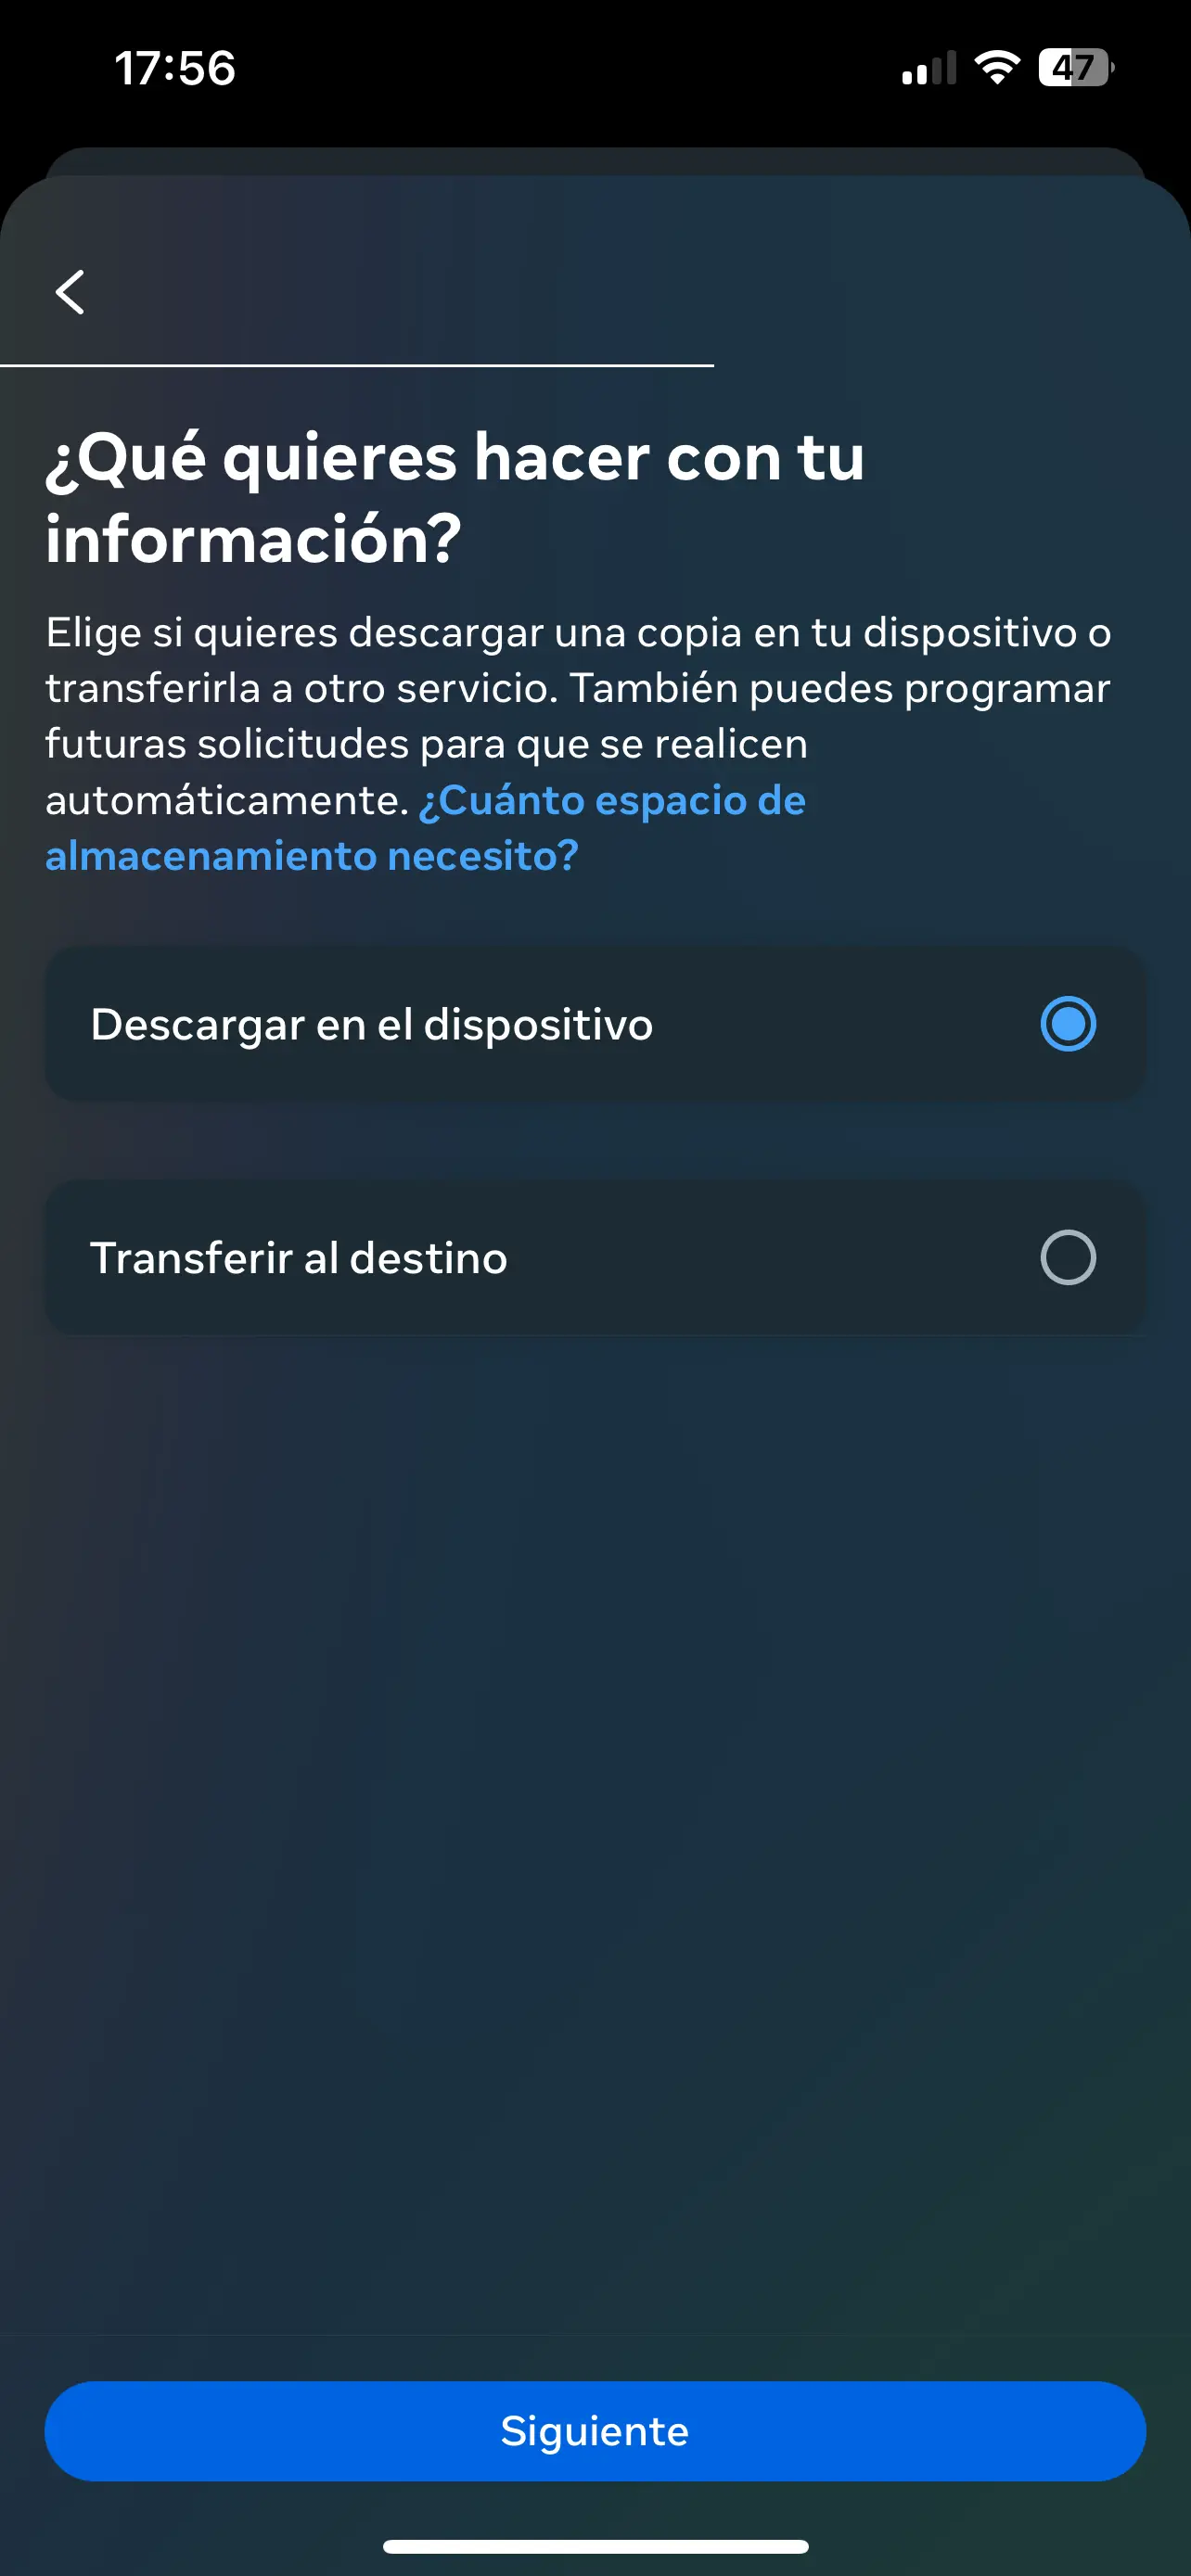 17:56
47
¿Qué quieres hacer con tu
información?
Elige si quieres descargar una copia en tu dispositivo o
transferirla a otro servicio. También puedes programar
futuras solicitudes para que se realicen
automáticamente. ¿Cuánto espacio de
almacenamiento necesito?
Descargar en el dispositivo
Transferir al destino
Siguiente